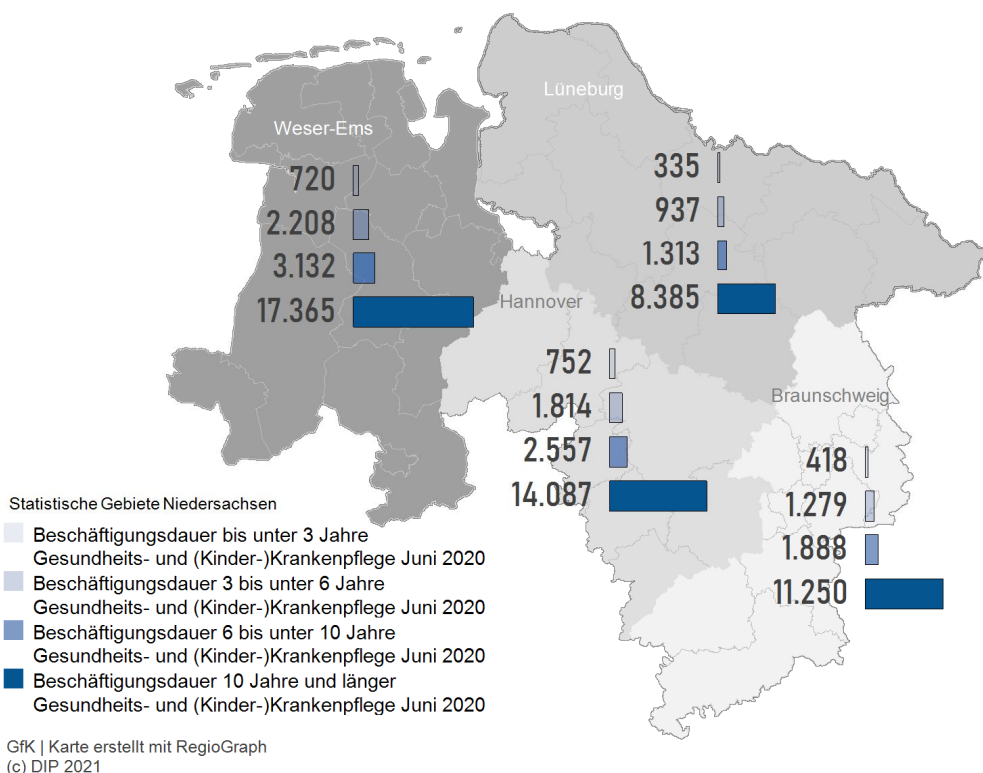 Weser-Ems
720
2.208
3.132
17.365
Lüneburg
335
937
1.313
8.385
Hannover
752
1.814
2.557
14.087
Braunschweig
418
1.279
1.888
11.250
Statistische Gebiete Niedersachsen
Beschäftigungsdauer bis unter 3 Jahre
Gesundheits- und (Kinder-)Krankenpflege Juni 2020
Beschäftigungsdauer 3 bis unter 6 Jahre
Gesundheits- und (Kinder-)Krankenpflege Juni 2020
Beschäftigungsdauer 6 bis unter 10 Jahre
Gesundheits- und (Kinder-)Krankenpflege Juni 2020
Beschäftigungsdauer 10 Jahre und länger
Gesundheits- und (Kinder-)Krankenpflege Juni 2020
GfK | Karte erstellt mit RegioGraph
(c) DIP 2021